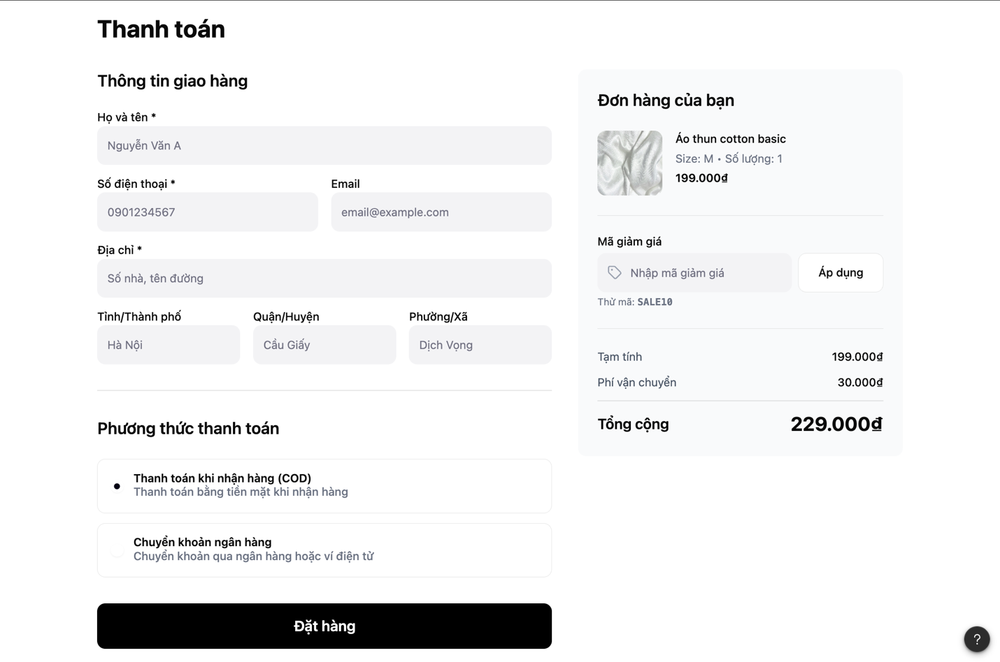 Thanh toán
Thông tin giao hàng
Họ và tên *
Nguyễn Văn A
Số điện thoại *
Email
0901234567
email@example.com
Địa chỉ *
Số nhà, tên đường
Tỉnh/Thành phố
Quận/Huyện
Phường/Xã
Hà Nội
Cầu Giấy
Dịch Vọng
Phương thức thanh toán
Thanh toán khi nhận hàng (COD)
Thanh toán bằng tiền mặt khi nhận hàng
Chuyển khoản ngân hàng
Chuyển khoản qua ngân hàng hoặc ví điện tử
Đặt hàng
Đơn hàng của bạn
Áo thun cotton basic
Size: M • Số lượng: 1
199.000₫
Mã giảm giá
Nhập mã giảm giá
Áp dụng
Thử mã: SALE10
Tạm tính 199.000₫
Phí vận chuyển 30.000₫
Tổng cộng 229.000₫
?